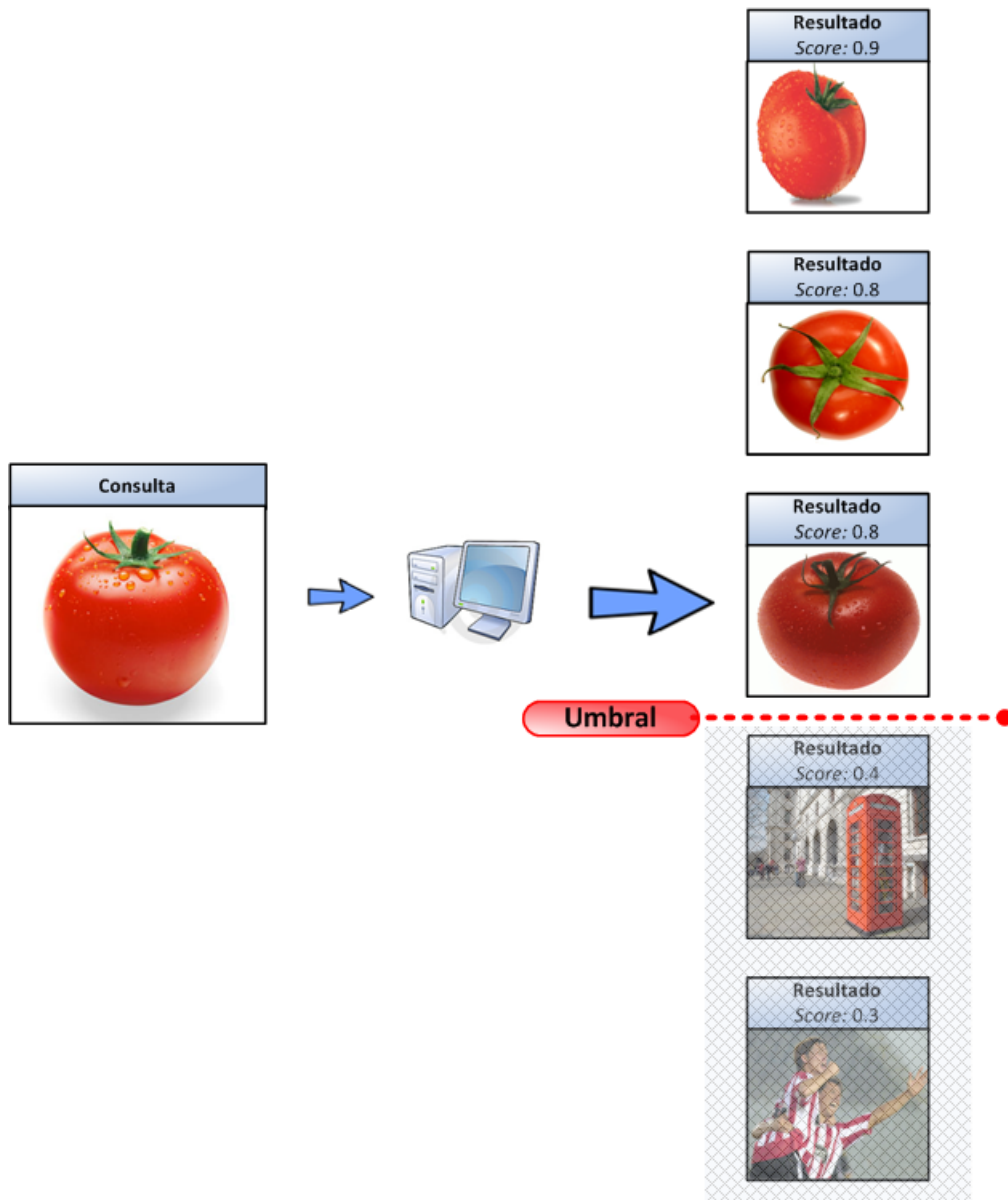 Resultado
Score: 0.9
Resultado
Score: 0.8
Consulta
Resultado
Score: 0.8
Umbral
Resultado
Score: 0.4
Resultado
Score: 0.3